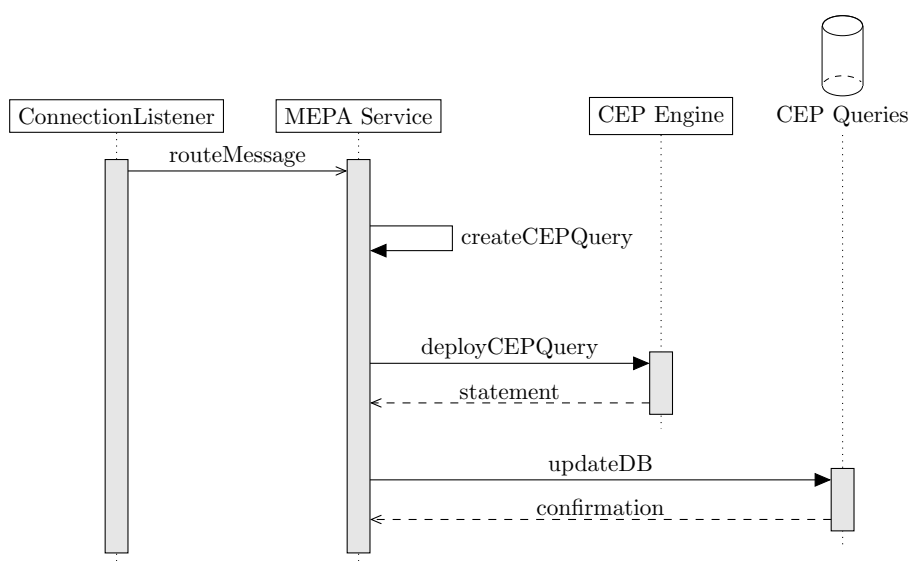 ConnectionListener
MEPA Service
CEP Engine
CEP Queries
routeMessage
createCEPQuery
deployCEPQuery
statement
updateDB
confirmation